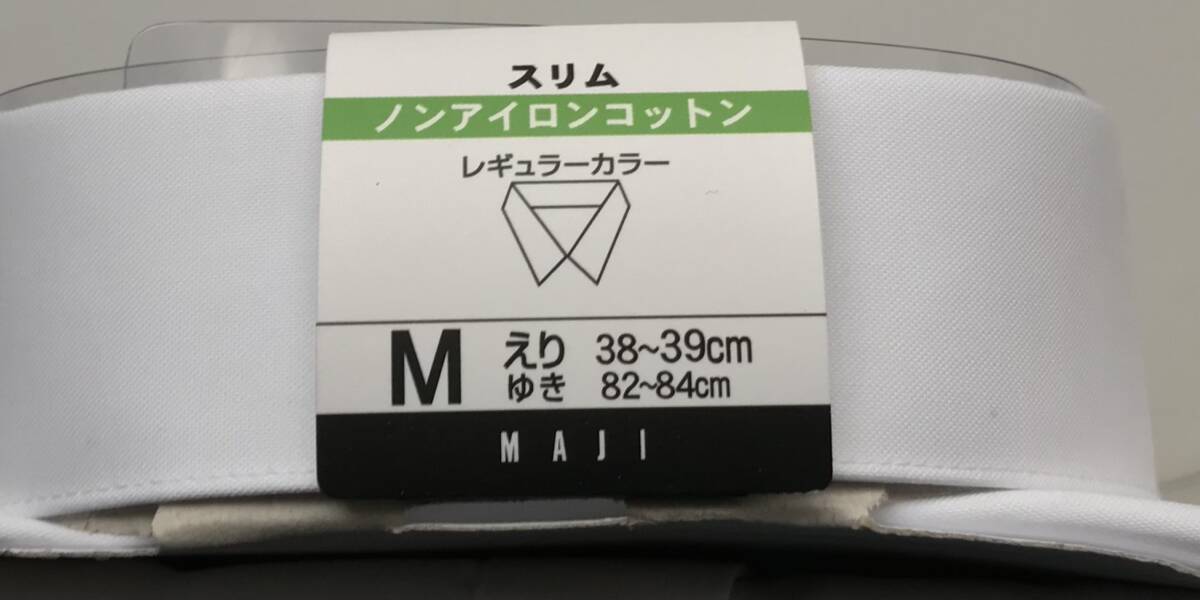 スリム
ノンアイロンコットン
レギュラーカラー
M えり 38~39cm
ゆき 82~84cm
MAJI